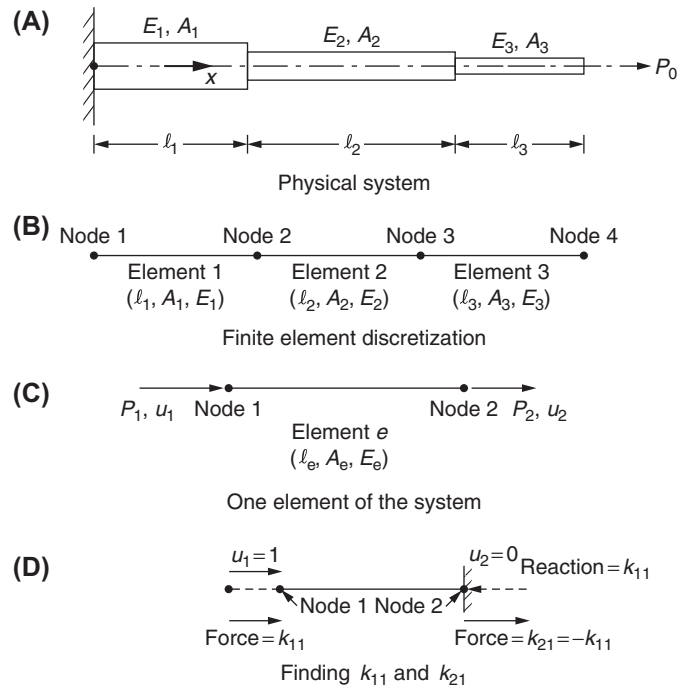 (A)
E₁, A₁
E₂, A₂
E₃, A₃
P₀
x
ℓ₁
ℓ₂
ℓ₃
Physical system
(B)
Node 1
Node 2
Node 3
Node 4
Element 1
Element 2
Element 3
(ℓ₁, A₁, E₁)
(ℓ₂, A₂, E₂)
(ℓ₃, A₃, E₃)
Finite element discretization
(C)
P₁, u₁
Node 1
Node 2
P₂, u₂
Element e
(ℓₑ, Aₑ, Eₑ)
One element of the system
(D)
u₁=1
u₂=0
Reaction=k₁₁
Node 1
Node 2
Force=k₁₁
Force=k₂₁=−k₁₁
Finding k₁₁ and k₂₁